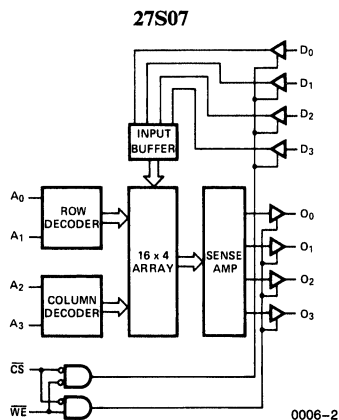 27S07
D0
D1
D2
D3
INPUT
BUFFER
A0
A1
ROW
DECODER
A2
A3
COLUMN
DECODER
16 x 4
ARRAY
SENSE
AMP
O0
O1
O2
O3
CS
WE
0006-2